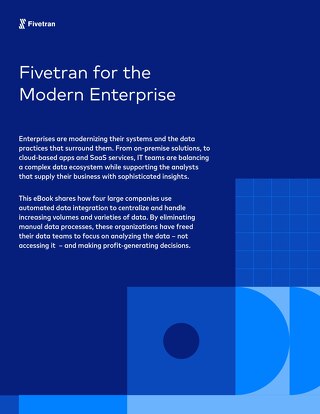 Fivetran
Fivetran for the
Modern Enterprise
Enterprises are modernizing their systems and the data
practices that surround them. From on-premise solutions, to
cloud-based apps and SaaS services, IT teams are balancing
a complex data ecosystem while supporting the analysts
that supply their business with sophisticated insights.
This eBook shares how four large companies use
automated data integration to centralize and handle
increasing volumes and varieties of data. By eliminating
manual data processes, these organizations have freed
their data teams to focus on analyzing the data – not
accessing it  – and making profit-generating decisions.